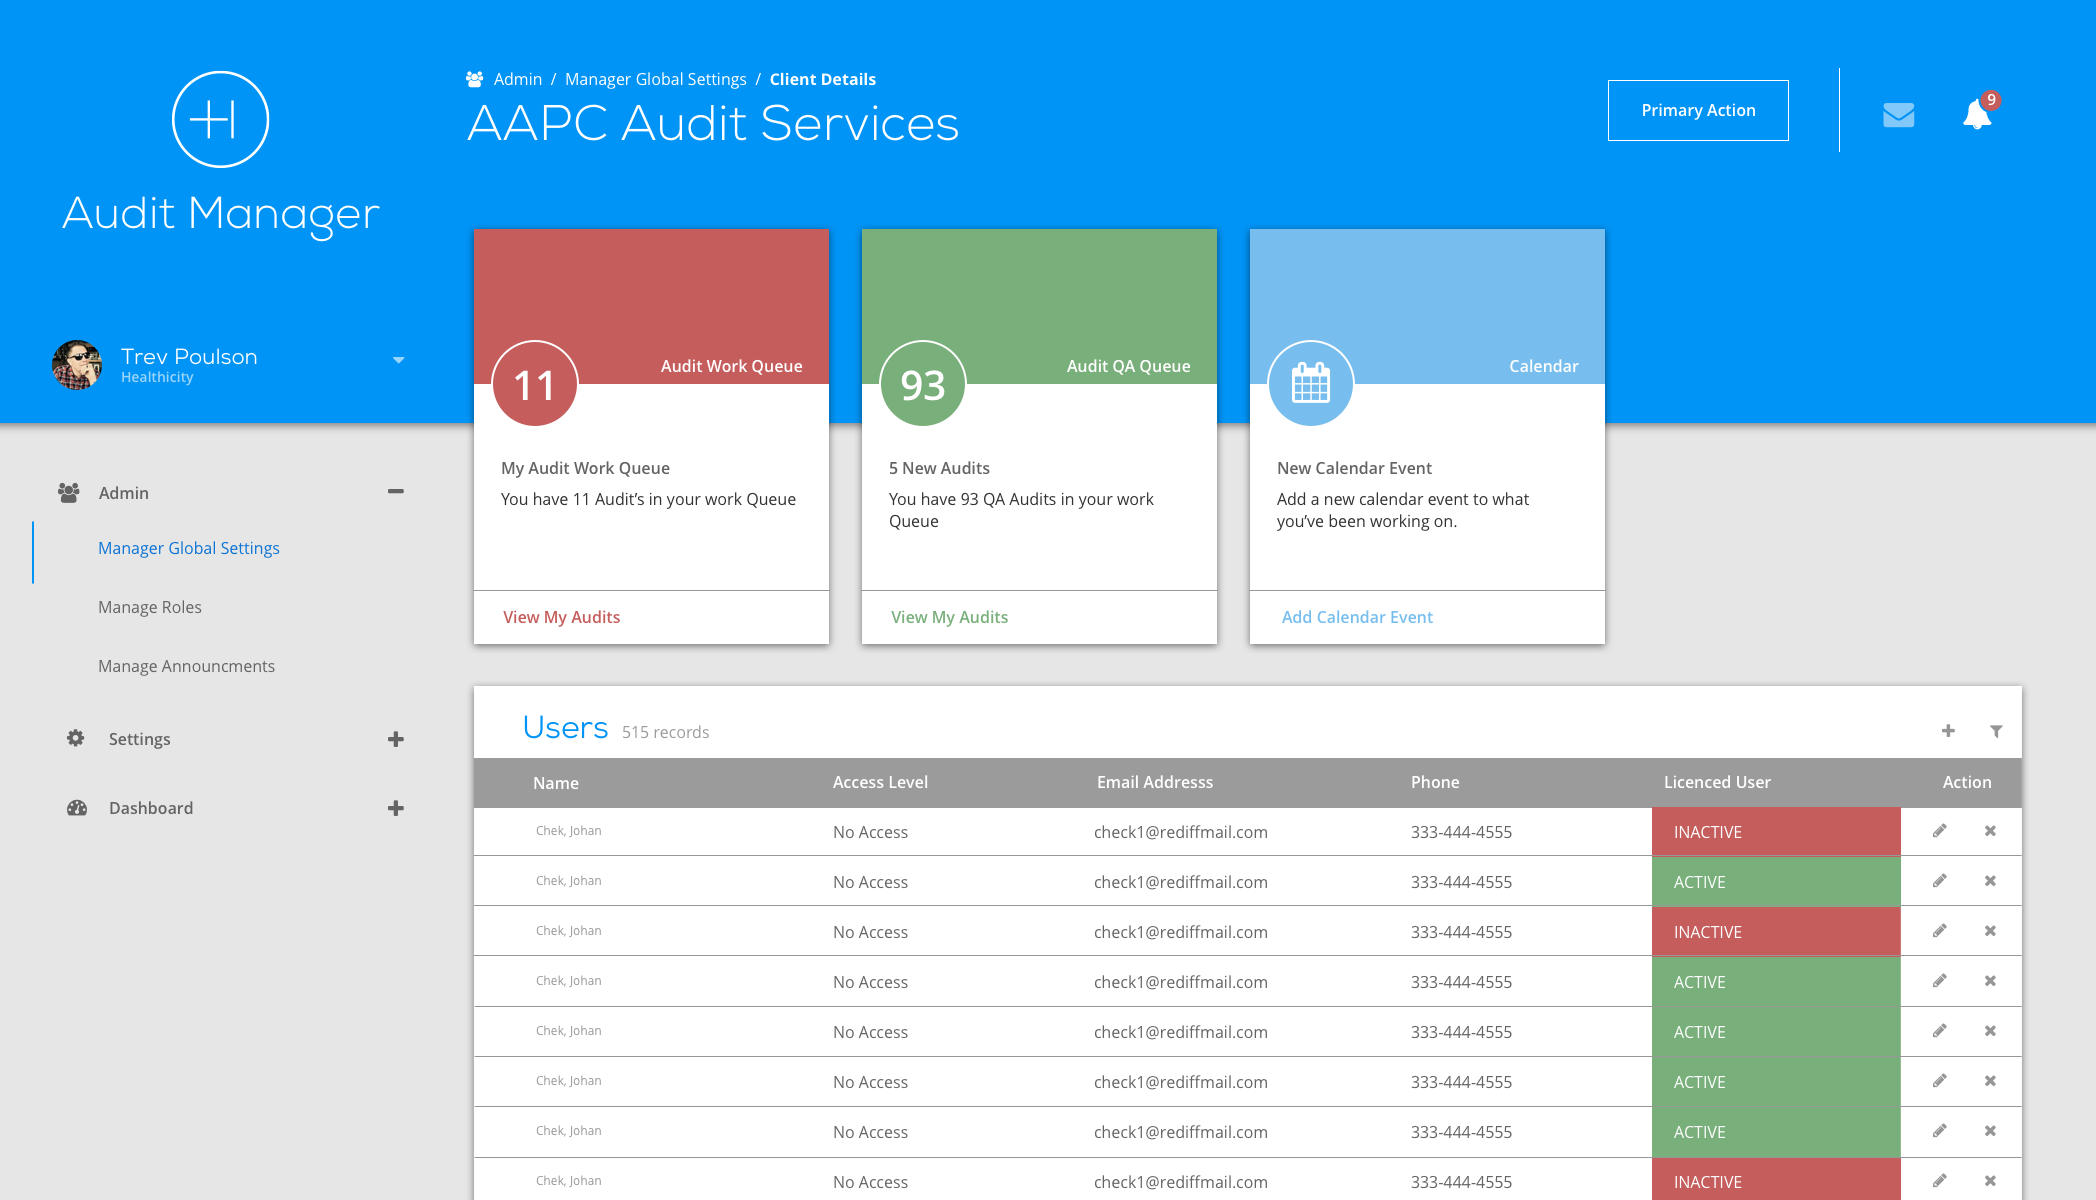 Admin / Manager Global Settings / Client Details
AAPC Audit Services
Primary Action
9
Audit Manager
Trev Poulson
Healthicity
Admin
Manager Global Settings
Manage Roles
Manage Announcments
Settings
Dashboard
Audit Work Queue
11
My Audit Work Queue
You have 11 Audit's in your work Queue
View My Audits
Audit QA Queue
93
5 New Audits
You have 93 QA Audits in your work
Queue
View My Audits
Calendar
New Calendar Event
Add a new calendar event to what
you've been working on.
Add Calendar Event
Users 515 records
Name Access Level Email Addresss Phone Licenced User Action
Chek, Johan No Access check1@rediffmail.com 333-444-4555 INACTIVE
Chek, Johan No Access check1@rediffmail.com 333-444-4555 ACTIVE
Chek, Johan No Access check1@rediffmail.com 333-444-4555 INACTIVE
Chek, Johan No Access check1@rediffmail.com 333-444-4555 ACTIVE
Chek, Johan No Access check1@rediffmail.com 333-444-4555 ACTIVE
Chek, Johan No Access check1@rediffmail.com 333-444-4555 ACTIVE
Chek, Johan No Access check1@rediffmail.com 333-444-4555 ACTIVE
Chek, Johan No Access check1@rediffmail.com 333-444-4555 INACTIVE